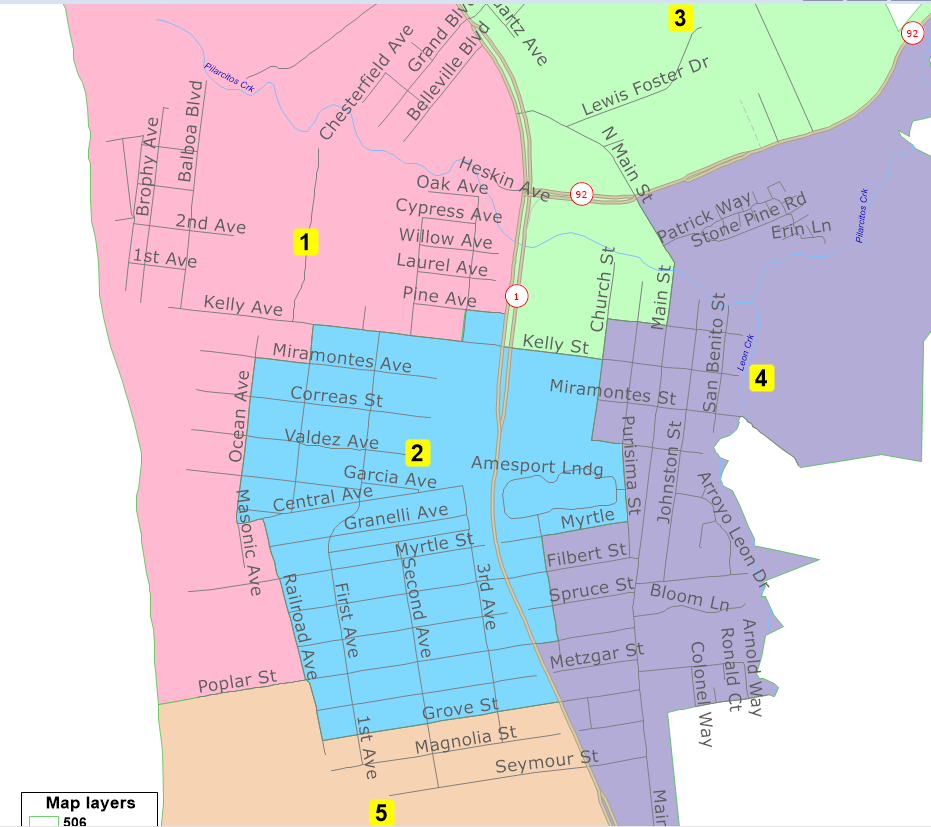 3
92
Quartz Ave
Grand Blvd
Chesterfield Ave
Belleville Blvd
Pilarcitos Crk
Lewis Foster Dr
Balboa Blvd
Brophy Ave
N Main St
Heskin Ave
Oak Ave
92
Cypress Ave
Patrick Way
Stone Pine Rd
Erin Ln
Pilarcitos Crk
2nd Ave
1
Willow Ave
1st Ave
Laurel Ave
Church St
Main St
Pine Ave
1
Kelly Ave
San Benito St
Kelly St
Leon Crk
Miramontes Ave
4
Ocean Ave
Correas St
Miramontes St
Valdez Ave
2
Purisima St
Johnston St
Garcia Ave
Amesport Lndg
Central Ave
Masonic Ave
Granelli Ave
Myrtle
Arroyo Leon Dr
Myrtle St
Filbert St
Railroad Ave
First Ave
Second Ave
3rd Ave
Spruce St
Bloom Ln
Metzgar St
Colonel Way
Ronald Ct
Arnold Way
Poplar St
Grove St
1st Ave
Magnolia St
Seymour St
Main
5
Map layers
506